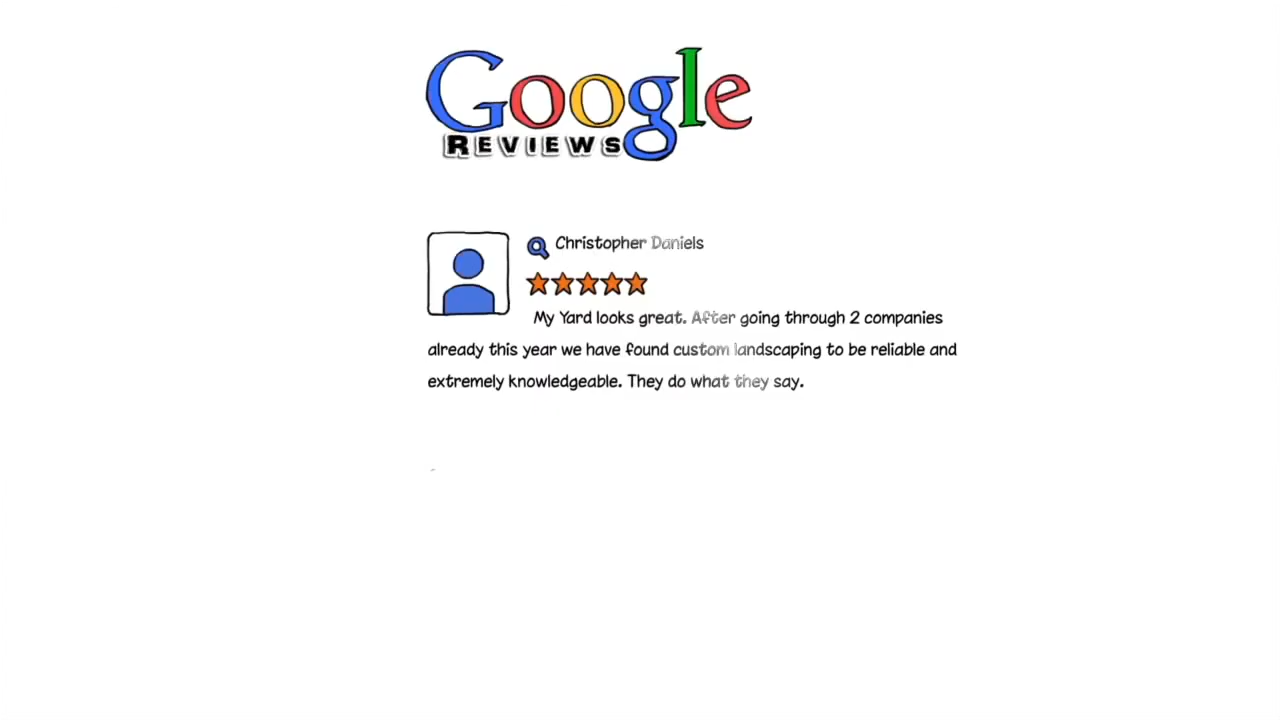 Google
REVIEWS
Christopher Daniels
My Yard looks great. After going through 2 companies
already this year we have found custom landscaping to be reliable and
extremely knowledgeable. They do what they say.